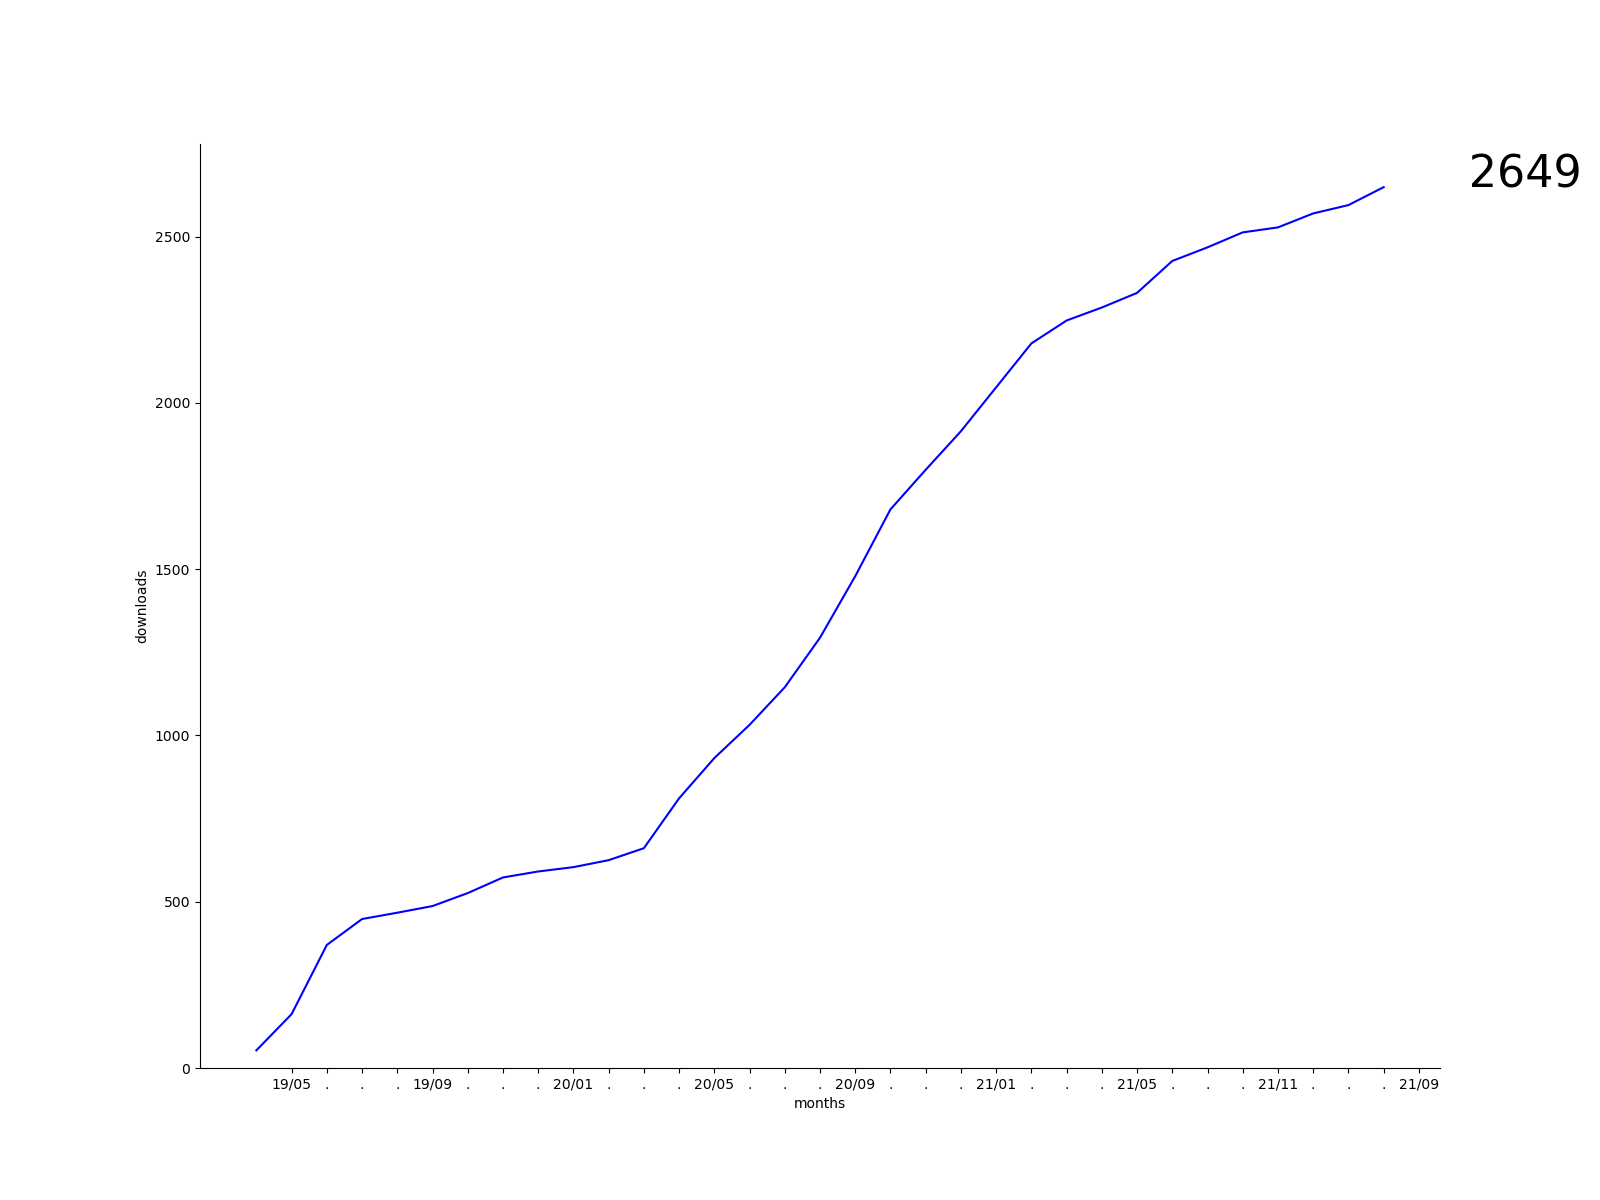 2649
2500
2000
1500
1000
500
0
downloads
19/05 . . . 19/09 . . . 20/01 . . . 20/05 . . . 20/09 . . . 21/01 . . . 21/05 . . . 21/11 . . . 21/09
months